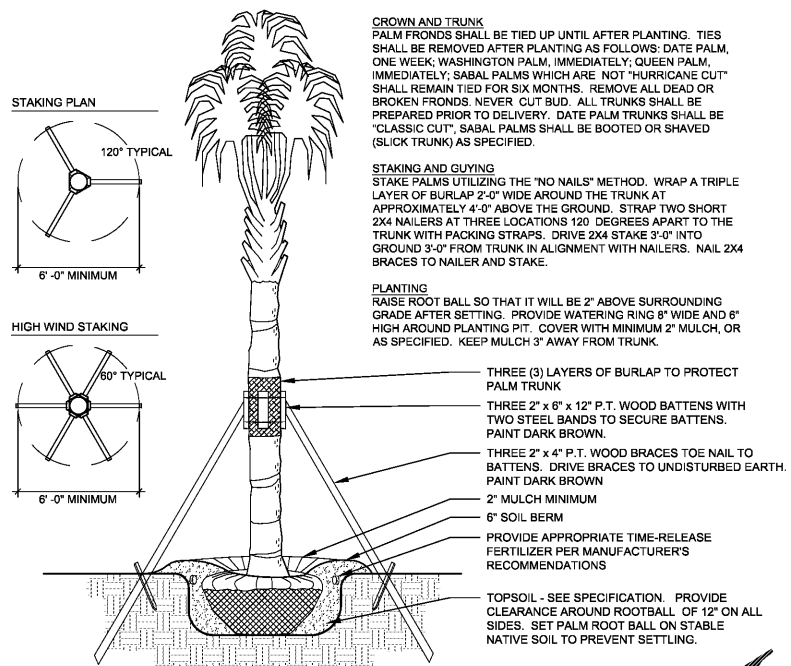 CROWN AND TRUNK
PALM FRONDS SHALL BE TIED UP UNTIL AFTER PLANTING. TIES
SHALL BE REMOVED AFTER PLANTING AS FOLLOWS: DATE PALM,
ONE WEEK; WASHINGTON PALM, IMMEDIATELY; QUEEN PALM,
IMMEDIATELY; SABAL PALMS WHICH ARE NOT "HURRICANE CUT"
SHALL REMAIN TIED FOR SIX MONTHS. REMOVE ALL DEAD OR
BROKEN FRONDS. NEVER CUT BUD. ALL TRUNKS SHALL BE
PREPARED PRIOR TO DELIVERY. DATE PALM TRUNKS SHALL BE
"CLASSIC CUT", SABAL PALMS SHALL BE BOOTED OR SHAVED
(SLICK TRUNK) AS SPECIFIED.
STAKING AND GUYING
STAKE PALMS UTILIZING THE "NO NAILS" METHOD. WRAP A TRIPLE
LAYER OF BURLAP 2'-0" WIDE AROUND THE TRUNK AT
APPROXIMATELY 4'-0" ABOVE THE GROUND. STRAP TWO SHORT
2X4 NAILERS AT THREE LOCATIONS 120 DEGREES APART TO THE
TRUNK WITH PACKING STRAPS. DRIVE 2X4 STAKE 3'-0" INTO
GROUND 3'-0" FROM TRUNK IN ALIGNMENT WITH NAILERS. NAIL 2X4
BRACES TO NAILER AND STAKE.
PLANTING
RAISE ROOT BALL SO THAT IT WILL BE 2" ABOVE SURROUNDING
GRADE AFTER SETTING. PROVIDE WATERING RING 8" WIDE AND 6"
HIGH AROUND PLANTING PIT. COVER WITH MINIMUM 2" MULCH, OR
AS SPECIFIED. KEEP MULCH 3" AWAY FROM TRUNK.
STAKING PLAN
120° TYPICAL
6' -0" MINIMUM
HIGH WIND STAKING
60° TYPICAL
6' -0" MINIMUM
THREE (3) LAYERS OF BURLAP TO PROTECT
PALM TRUNK
THREE 2" x 6" x 12" P.T. WOOD BATTENS WITH
TWO STEEL BANDS TO SECURE BATTENS.
PAINT DARK BROWN.
THREE 2" x 4" P.T. WOOD BRACES TOE NAIL TO
BATTENS. DRIVE BRACES TO UNDISTURBED EARTH.
PAINT DARK BROWN
2" MULCH MINIMUM
6" SOIL BERM
PROVIDE APPROPRIATE TIME-RELEASE
FERTILIZER PER MANUFACTURER'S
RECOMMENDATIONS
TOPSOIL - SEE SPECIFICATION. PROVIDE
CLEARANCE AROUND ROOTBALL OF 12" ON ALL
SIDES. SET PALM ROOT BALL ON STABLE
NATIVE SOIL TO PREVENT SETTLING.